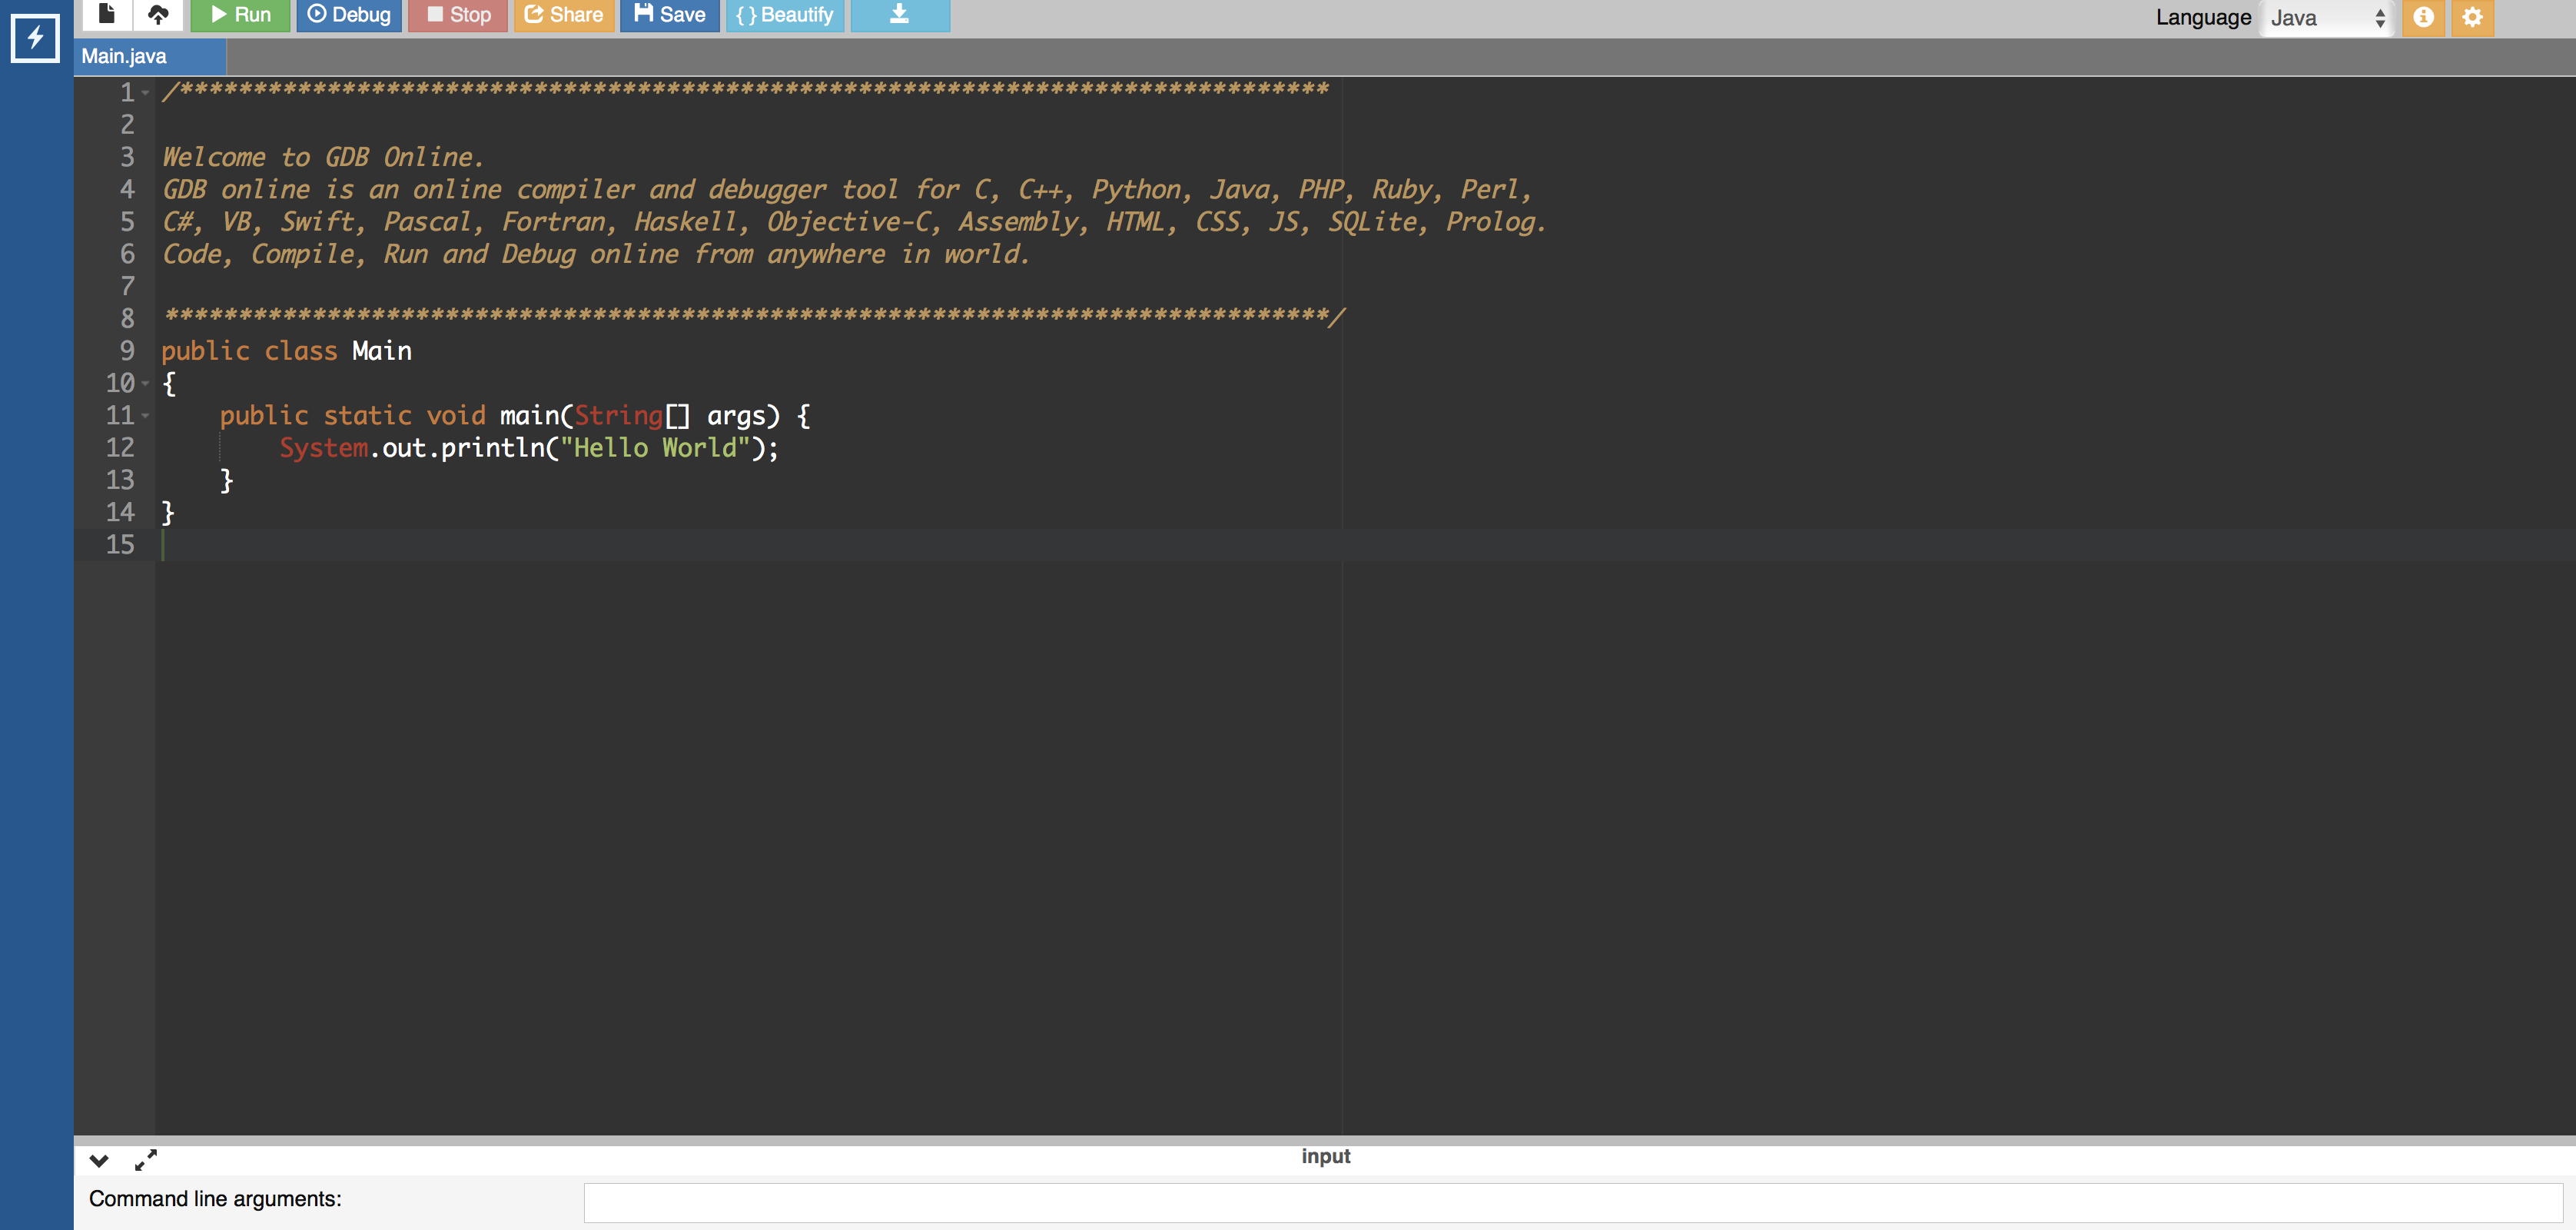 Run Debug Stop Share Save { } Beautify Language Java
Main.java
1 /******************************************************************************
2
3 Welcome to GDB Online.
4 GDB online is an online compiler and debugger tool for C, C++, Python, Java, PHP, Ruby, Perl,
5 C#, VB, Swift, Pascal, Fortran, Haskell, Objective-C, Assembly, HTML, CSS, JS, SQLite, Prolog.
6 Code, Compile, Run and Debug online from anywhere in world.
7
8 *******************************************************************************/
9 public class Main
10 {
11 public static void main(String[] args) {
12 System.out.println("Hello World");
13 }
14 }
15
input
Command line arguments: